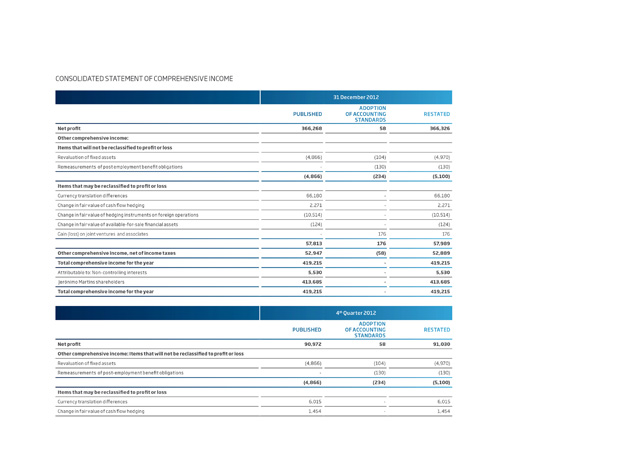 CONSOLIDATED STATEMENT OF COMPREHENSIVE INCOME
31 December 2012
PUBLISHED ADOPTION OF ACCOUNTING STANDARDS RESTATED
Net profit 366,268 58 366,326
Other comprehensive income:
Items that will not be reclassified to profit or loss
Revaluation of fixed assets (4,866) (104) (4,970)
Remeasurements of post-employment benefit obligations - (130) (130)
(4,866) (234) (5,100)
Items that may be reclassified to profit or loss
Currency translation differences 66,180 - 66,180
Change in fair value of cash flow hedging 2,271 - 2,271
Change in fair value of hedging instruments on foreign operations (10,514) - (10,514)
Change in fair value of available-for-sale financial assets (124) - (124)
Gain (loss) on joint ventures and associates - 176 176
57,813 176 57,989
Other comprehensive income, net of income taxes 52,947 (58) 52,889
Total comprehensive income for the year 419,215 - 419,215
Attributable to: Non-controlling interests 5,530 - 5,530
Jerónimo Martins shareholders 413,685 - 413,685
Total comprehensive income for the year 419,215 - 419,215
4th Quarter 2012
PUBLISHED ADOPTION OF ACCOUNTING STANDARDS RESTATED
Net profit 90,972 58 91,030
Other comprehensive income: Items that will not be reclassified to profit or loss
Revaluation of fixed assets (4,866) (104) (4,970)
Remeasurements of post-employment benefit obligations - (130) (130)
(4,866) (234) (5,100)
Items that may be reclassified to profit or loss
Currency translation differences 6,015 - 6,015
Change in fair value of cash flow hedging 1,454 - 1,454